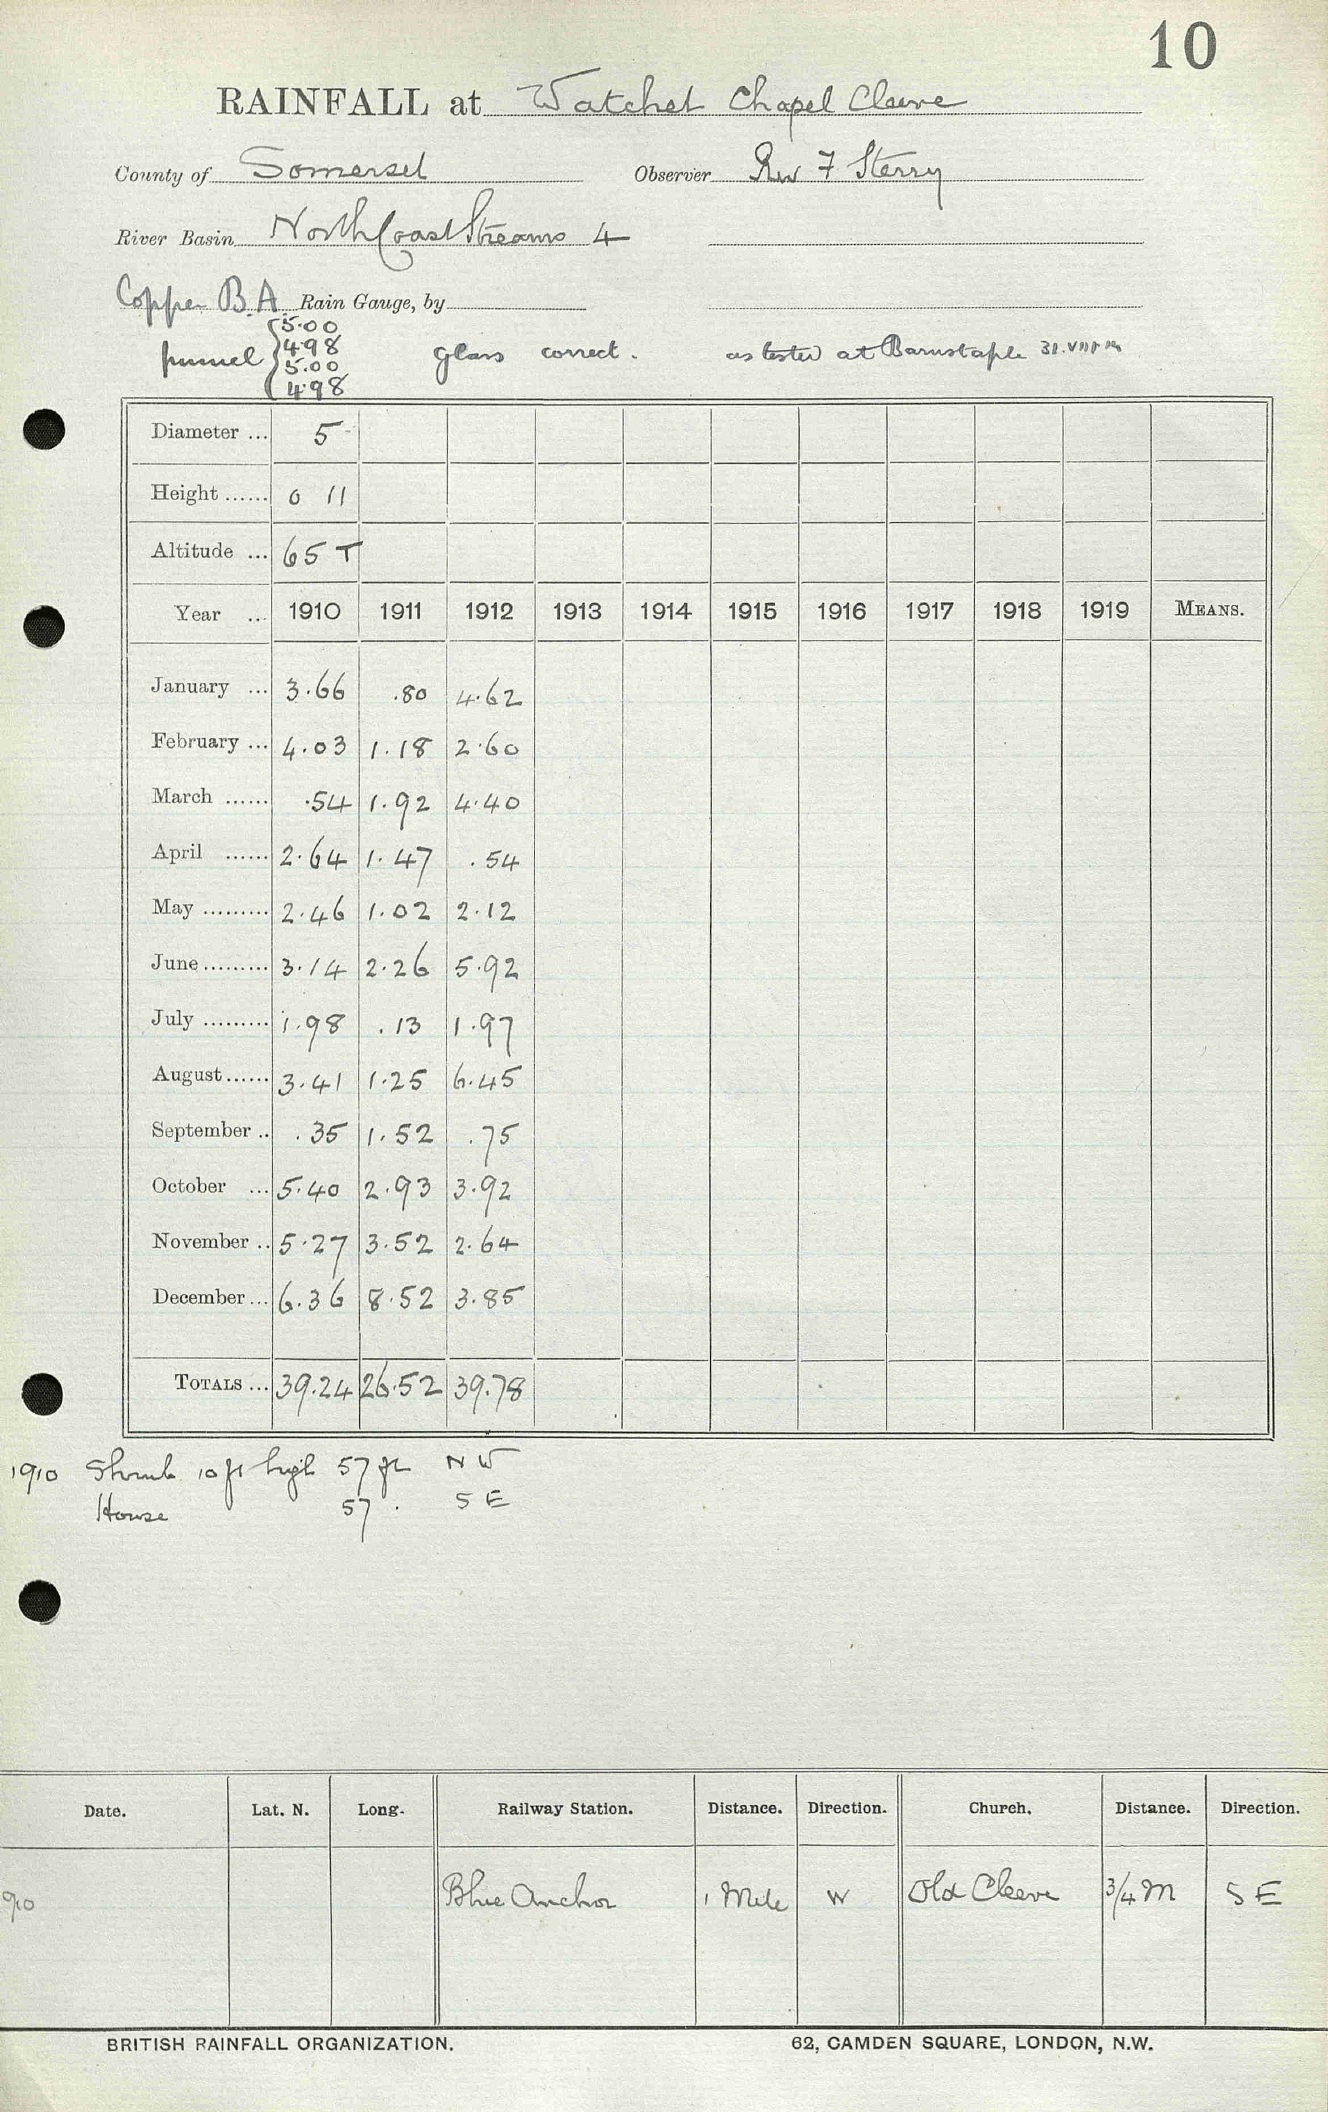 10
RAINFALL at Watchet Chapel Cleeve
County of Somerset Observer Rev F Sterry
River Basin North Coast Streams 4
Copper B.A. Rain Gauge, by
funnel { 5.00 4.98 5.00 4.98 glass correct. as tested at Barnstaple
Diameter ... 5
Height ...... 0 11
Altitude ... 65 T
Year ... 1910 1911 1912 1913 1914 1915 1916 1917 1918 1919 MEANS.
January ... 3.66 .80 4.62
February ... 4.03 1.18 2.60
March ...... .54 1.92 4.40
April ...... 2.64 1.47 .54
May ......... 2.46 1.02 2.12
June ......... 3.14 2.26 5.92
July ......... 1.98 .13 1.97
August ...... 3.41 1.25 6.45
September .. .35 1.52 .75
October ... 5.40 2.93 3.92
November .. 5.27 3.52 2.64
December ... 6.36 8.52 3.85
TOTALS ... 39.24 26.52 39.78
1910 Shrub 10 ft high 57 ft NW
House 57 . SE
Date. Lat. N. Long. Railway Station. Distance. Direction. Church. Distance. Direction.
910 Blue Anchor 1 Mile W Old Cleeve 3/4 M SE
BRITISH RAINFALL ORGANIZATION. 62, CAMDEN SQUARE, LONDON, N.W.